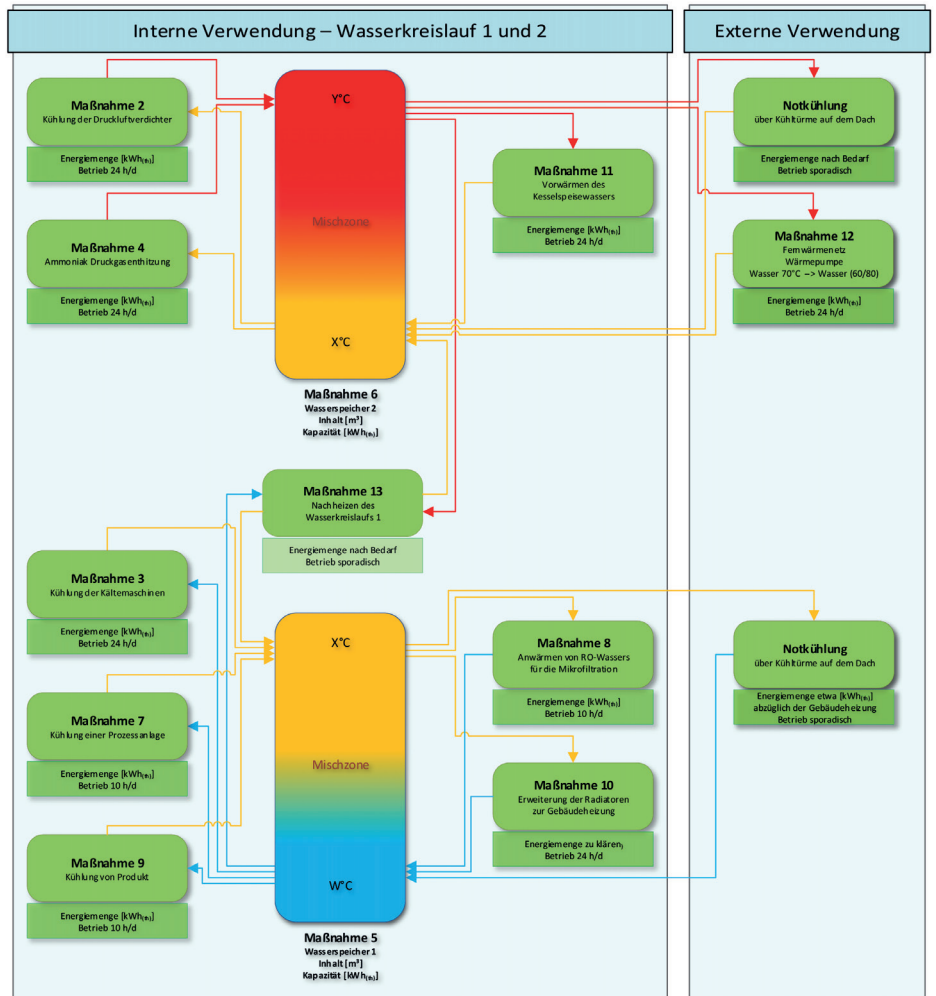 Interne Verwendung – Wasserkreislauf 1 und 2
Externe Verwendung
Maßnahme 2
Kühlung der Druckluftverdichter
Energiemenge [kWh(th)]
Betrieb 24 h/d
Maßnahme 4
Ammoniak Druckgasenthitzung
Energiemenge [kWh(th)]
Betrieb 24 h/d
Y°C
Mischzone
X°C
Maßnahme 6
Wasserspeicher 2
Inhalt [m³]
Kapazität [kWh(th)]
Maßnahme 11
Vorwärmen des
Kesselspeisewassers
Energiemenge [kWh(th)]
Betrieb 24 h/d
Notkühlung
über Kühltürme auf dem Dach
Energiemenge nach Bedarf
Betrieb sporadisch
Maßnahme 12
Fernwärmenetz
Wärmepumpe
Wasser 70°C --> Wasser (60/80)
Energiemenge [kWh(th)]
Betrieb 24 h/d
Maßnahme 13
Nachheizen des
Wasserkreislaufs 1
Energiemenge nach Bedarf
Betrieb sporadisch
Maßnahme 3
Kühlung der Kältemaschinen
Energiemenge [kWh(th)]
Betrieb 24 h/d
Maßnahme 7
Kühlung einer Prozessanlage
Energiemenge [kWh(th)]
Betrieb 10 h/d
Maßnahme 9
Kühlung von Produkt
Energiemenge [kWh(th)]
Betrieb 10 h/d
X°C
Mischzone
W°C
Maßnahme 5
Wasserspeicher 1
Inhalt [m³]
Kapazität [kWh(th)]
Maßnahme 8
Anwärmen von RO-Wassers
für die Mikrofiltration
Energiemenge [kWh(th)]
Betrieb 10 h/d
Maßnahme 10
Erweiterung der Radiatoren
zur Gebäudeheizung
Energiemenge zu klären)
Betrieb 24 h/d
Notkühlung
über Kühltürme auf dem Dach
Energiemenge etwa [kWh(th)]
abzüglich der Gebäudeheizung
Betrieb sporadisch